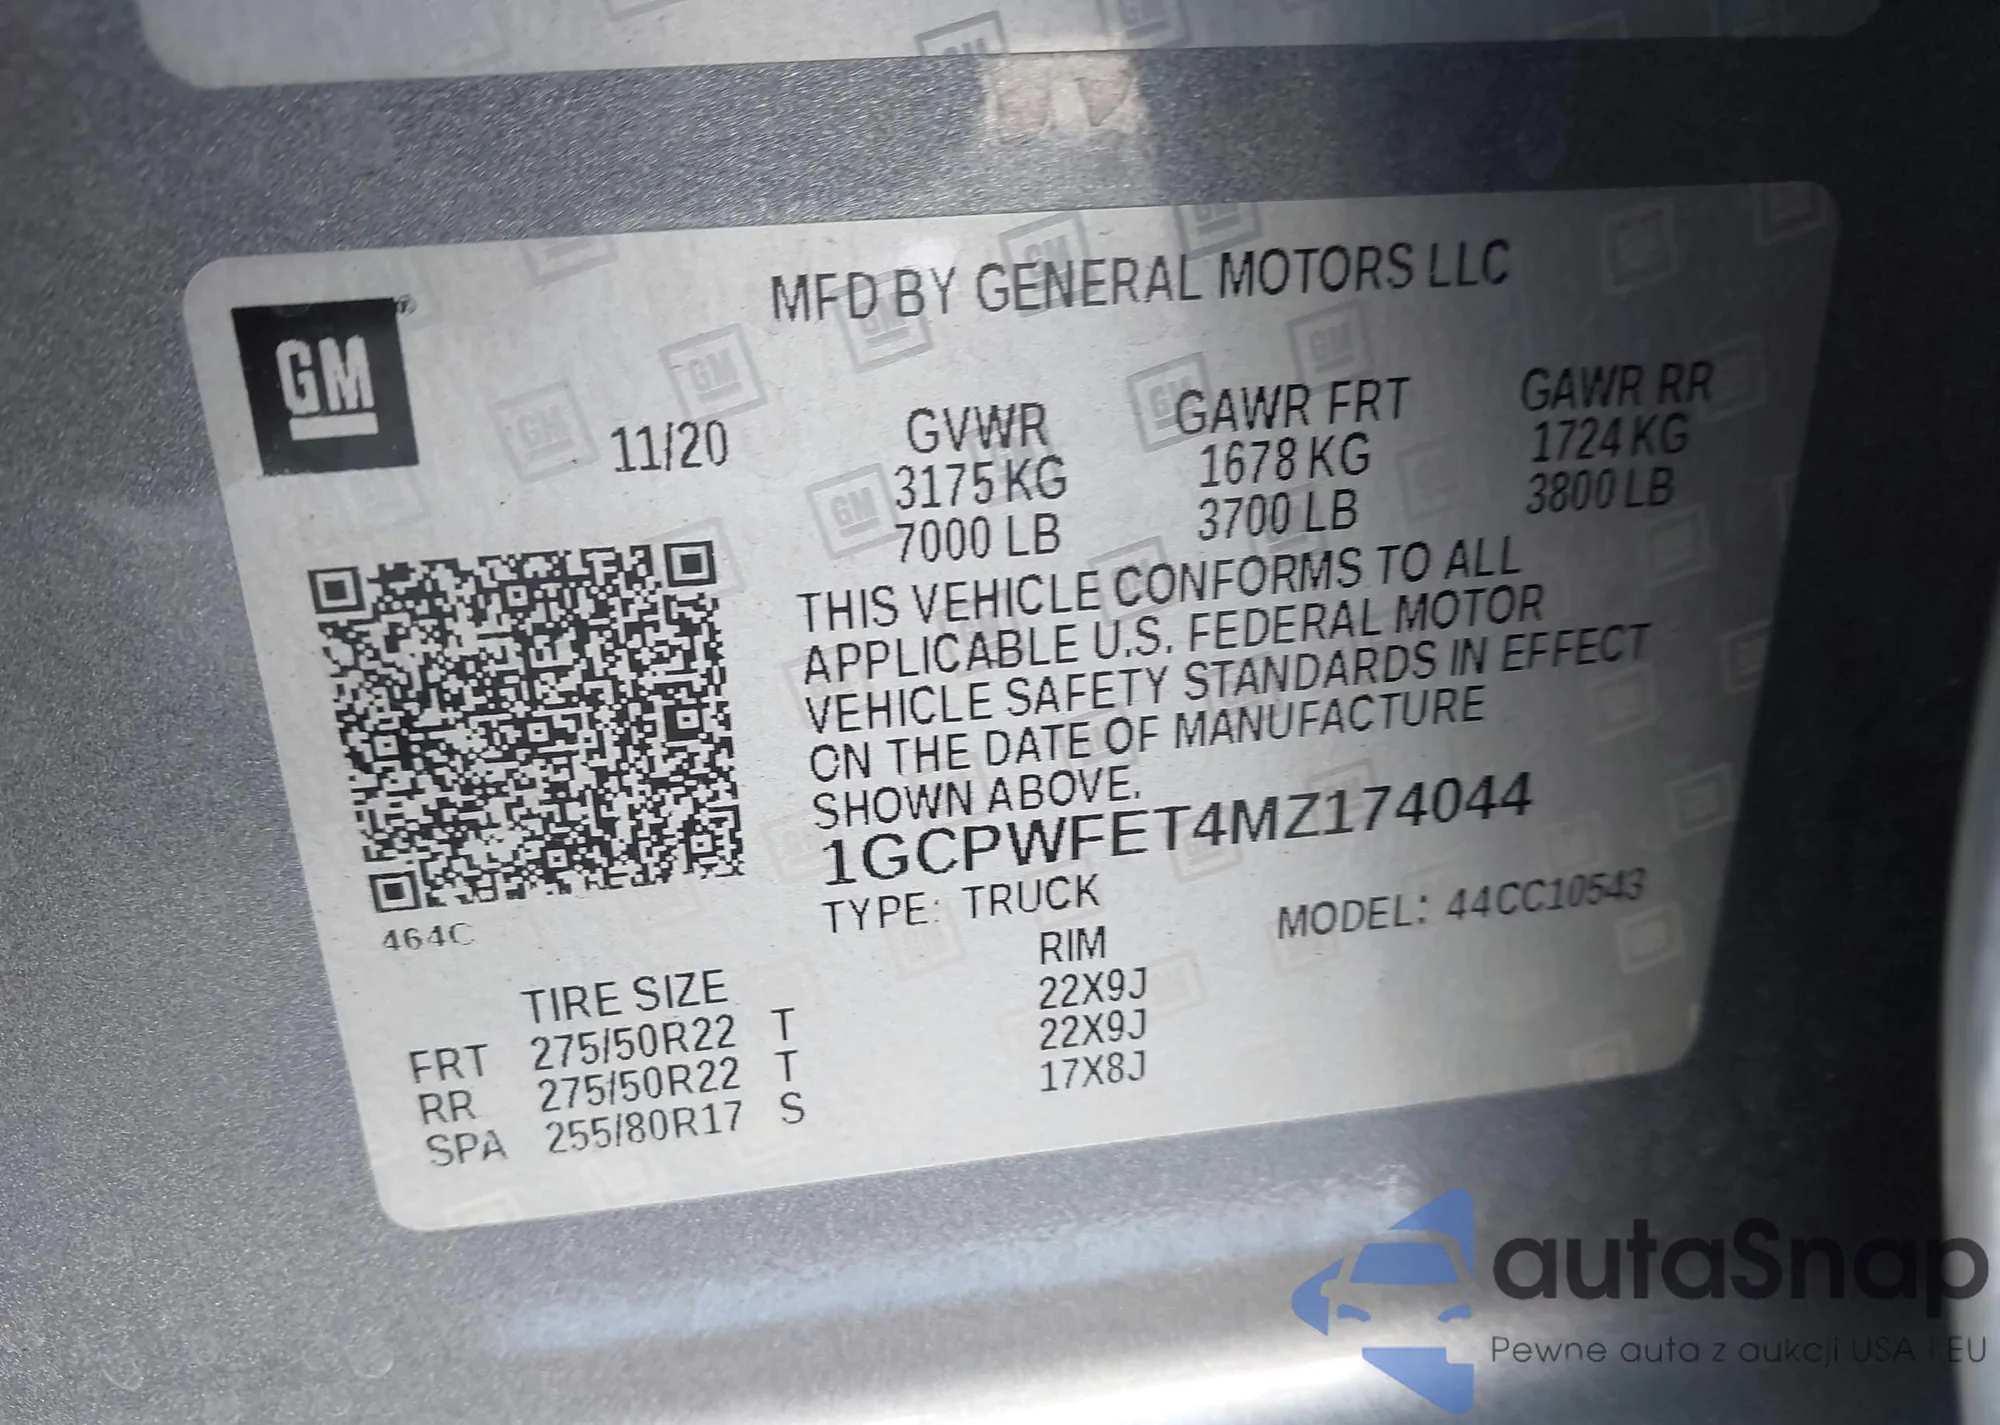 MFD BY GENERAL MOTORS LLC
GM
11/20
GVWR GAWR FRT GAWR RR
3175 KG 1678 KG 1724 KG
7000 LB 3700 LB 3800 LB
THIS VEHICLE CONFORMS TO ALL
APPLICABLE U.S. FEDERAL MOTOR
VEHICLE SAFETY STANDARDS IN EFFECT
ON THE DATE OF MANUFACTURE
SHOWN ABOVE.
1GCPWFET4MZ174044
TYPE: TRUCK MODEL: 44CC10543
464C
TIRE SIZE RIM
FRT 275/50R22 T 22X9J
RR 275/50R22 T 22X9J
SPA 255/80R17 S 17X8J
autaSnap
Pewne auta z aukcji USA i EU